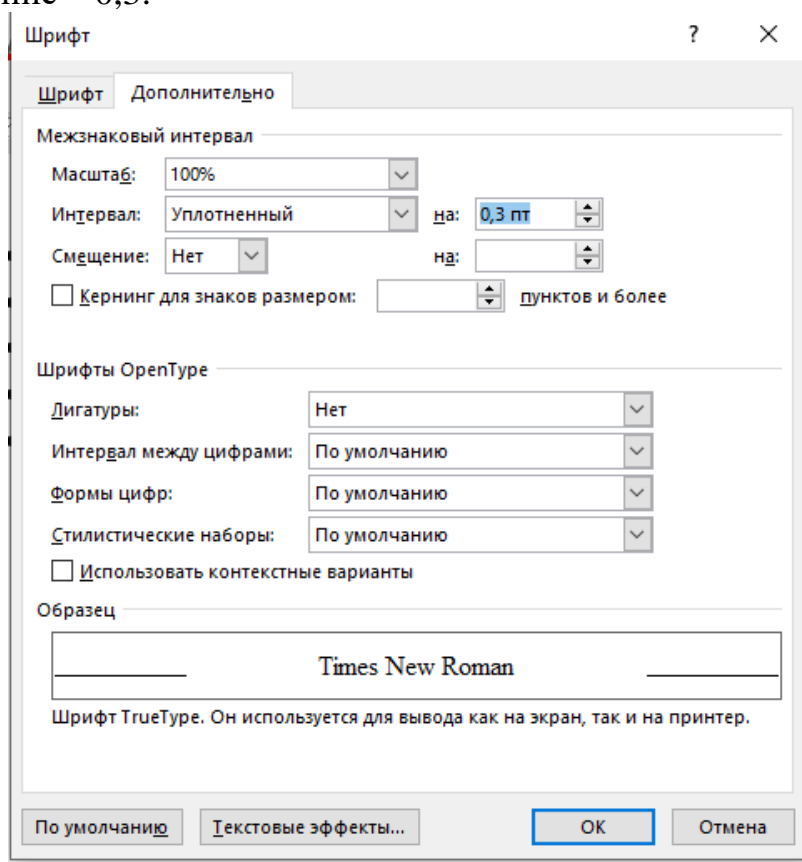 0,3.
Шрифт ? ×
Шрифт Дополнительно
Межзнаковый интервал
Масштаб: 100%
Интервал: Уплотненный на: 0,3 пт
Смещение: Нет на:
Кернинг для знаков размером: пунктов и более
Шрифты OpenType
Лигатуры: Нет
Интервал между цифрами: По умолчанию
Формы цифр: По умолчанию
Стилистические наборы: По умолчанию
Использовать контекстные варианты
Образец
Times New Roman
Шрифт TrueType. Он используется для вывода как на экран, так и на принтер.
По умолчанию Текстовые эффекты... ОК Отмена